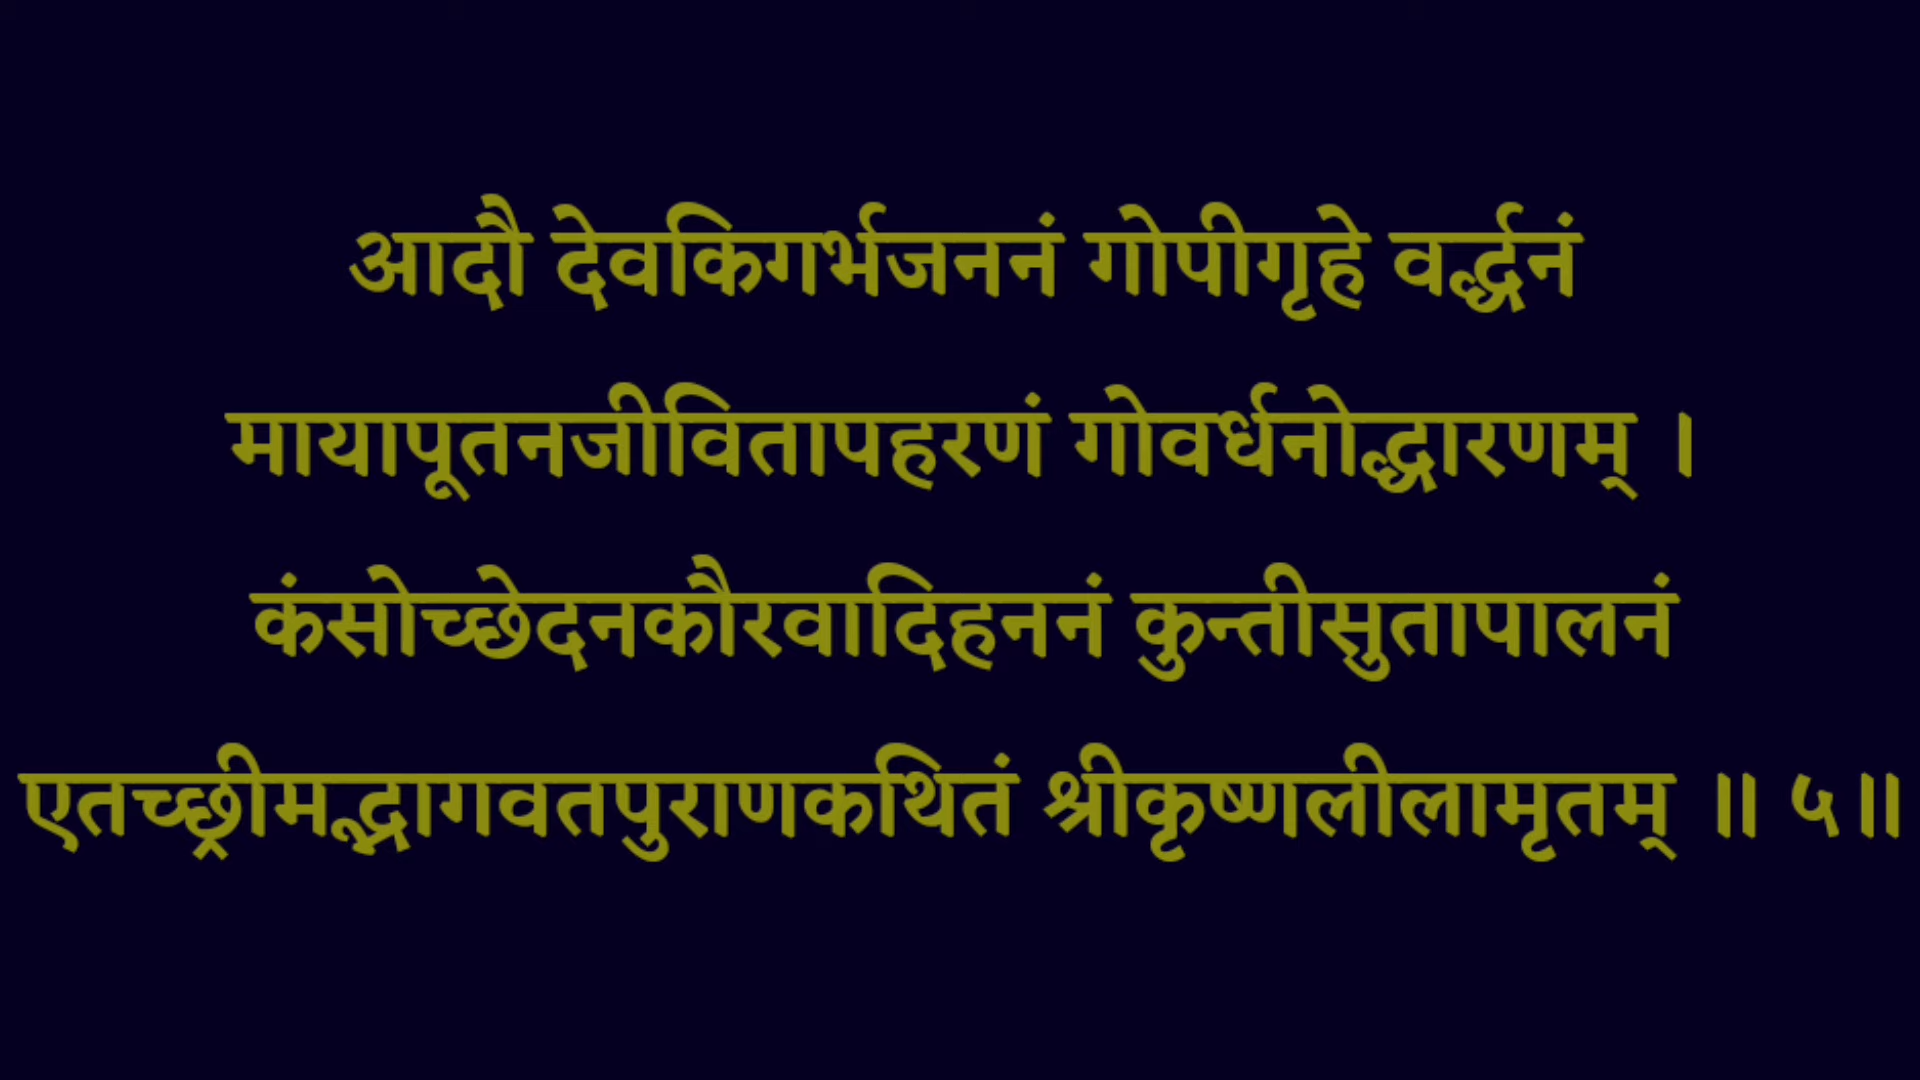 आदौ देवकिगर्भजननं गोपीगृहे वर्द्धनं
मायापूतनजीवितापहरणं गोवर्धनोद्धारणम् ।
कंसोच्छेदनकौरवादिहननं कुन्तीसुतापालनं
एतच्छ्रीमद्भागवतपुराणकथितं श्रीकृष्णलीलामृतम् ॥ ५॥